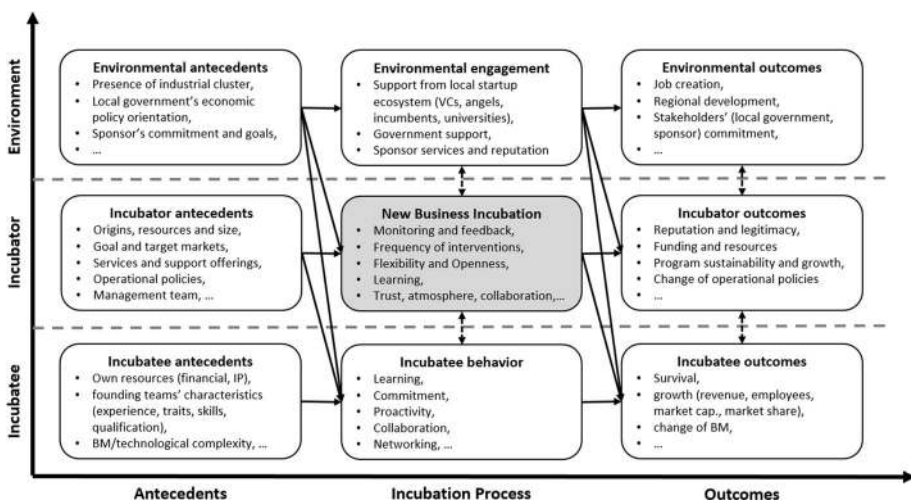 Environment
Environmental antecedents
• Presence of industrial cluster,
• Local government's economic
policy orientation,
• Sponsor's commitment and goals,
• ...
Environmental engagement
• Support from local startup
ecosystem (VCs, angels,
incumbents, universities),
• Government support,
• Sponsor services and reputation
Environmental outcomes
• Job creation,
• Regional development,
• Stakeholders' (local government,
sponsor) commitment,
• ...
Incubator
Incubator antecedents
• Origins, resources and size,
• Goal and target markets,
• Services and support offerings,
• Operational policies,
• Management team, ...
New Business Incubation
• Monitoring and feedback,
• Frequency of interventions,
• Flexibility and Openness,
• Learning,
• Trust, atmosphere, collaboration,...
Incubator outcomes
• Reputation and legitimacy,
• Funding and resources
• Program sustainability and growth,
• Change of operational policies
• ...
Incubatee
Incubatee antecedents
• Own resources (financial, IP),
• founding teams' characteristics
(experience, traits, skills,
qualification),
• BM/technological complexity, ...
Incubatee behavior
• Learning,
• Commitment,
• Proactivity,
• Collaboration,
• Networking, ...
Incubatee outcomes
• Survival,
• growth (revenue, employees,
market cap., market share),
• change of BM,
• ...
Antecedents
Incubation Process
Outcomes